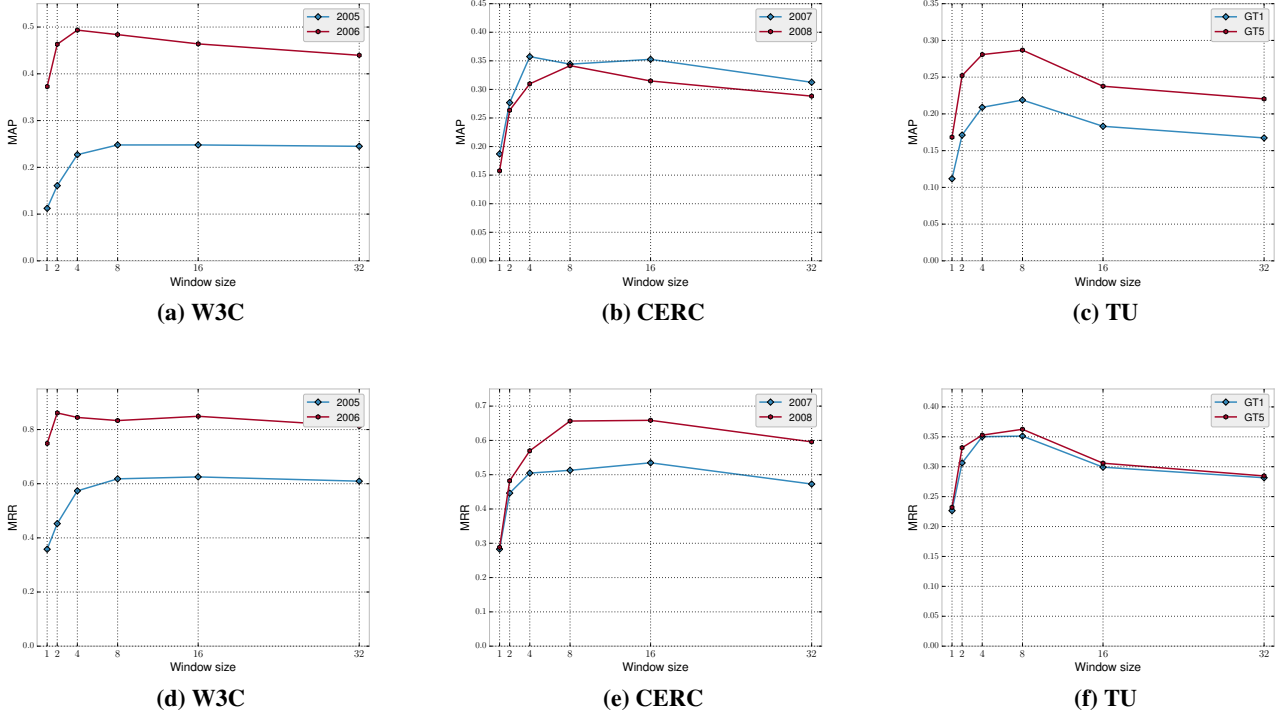 0.5
0.4
0.3
0.2
0.1
0.0
MAP
1 2 4 8 16 32
Window size
2005
2006
(a) W3C
0.45
0.40
0.35
0.30
0.25
0.20
0.15
0.10
0.05
0.00
MAP
1 2 4 8 16 32
Window size
2007
2008
(b) CERC
0.35
0.30
0.25
0.20
0.15
0.10
0.05
0.00
MAP
1 2 4 8 16 32
Window size
GT1
GT5
(c) TU
0.8
0.6
0.4
0.2
0.0
MRR
1 2 4 8 16 32
Window size
2005
2006
(d) W3C
0.7
0.6
0.5
0.4
0.3
0.2
0.1
0.0
MRR
1 2 4 8 16 32
Window size
2007
2008
(e) CERC
0.40
0.35
0.30
0.25
0.20
0.15
0.10
0.05
0.00
MRR
1 2 4 8 16 32
Window size
GT1
GT5
(f) TU